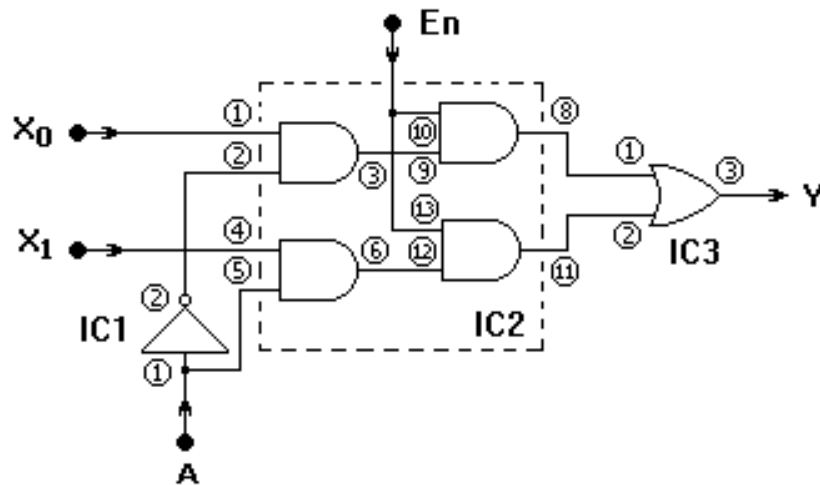 En
① ⑧
X₀
② ⑩ ①
③ ⑨ ③
Y
⑬
④ ⑥ ②
X₁ IC3
⑤ ⑫ ⑪
②
IC1 IC2
①
A